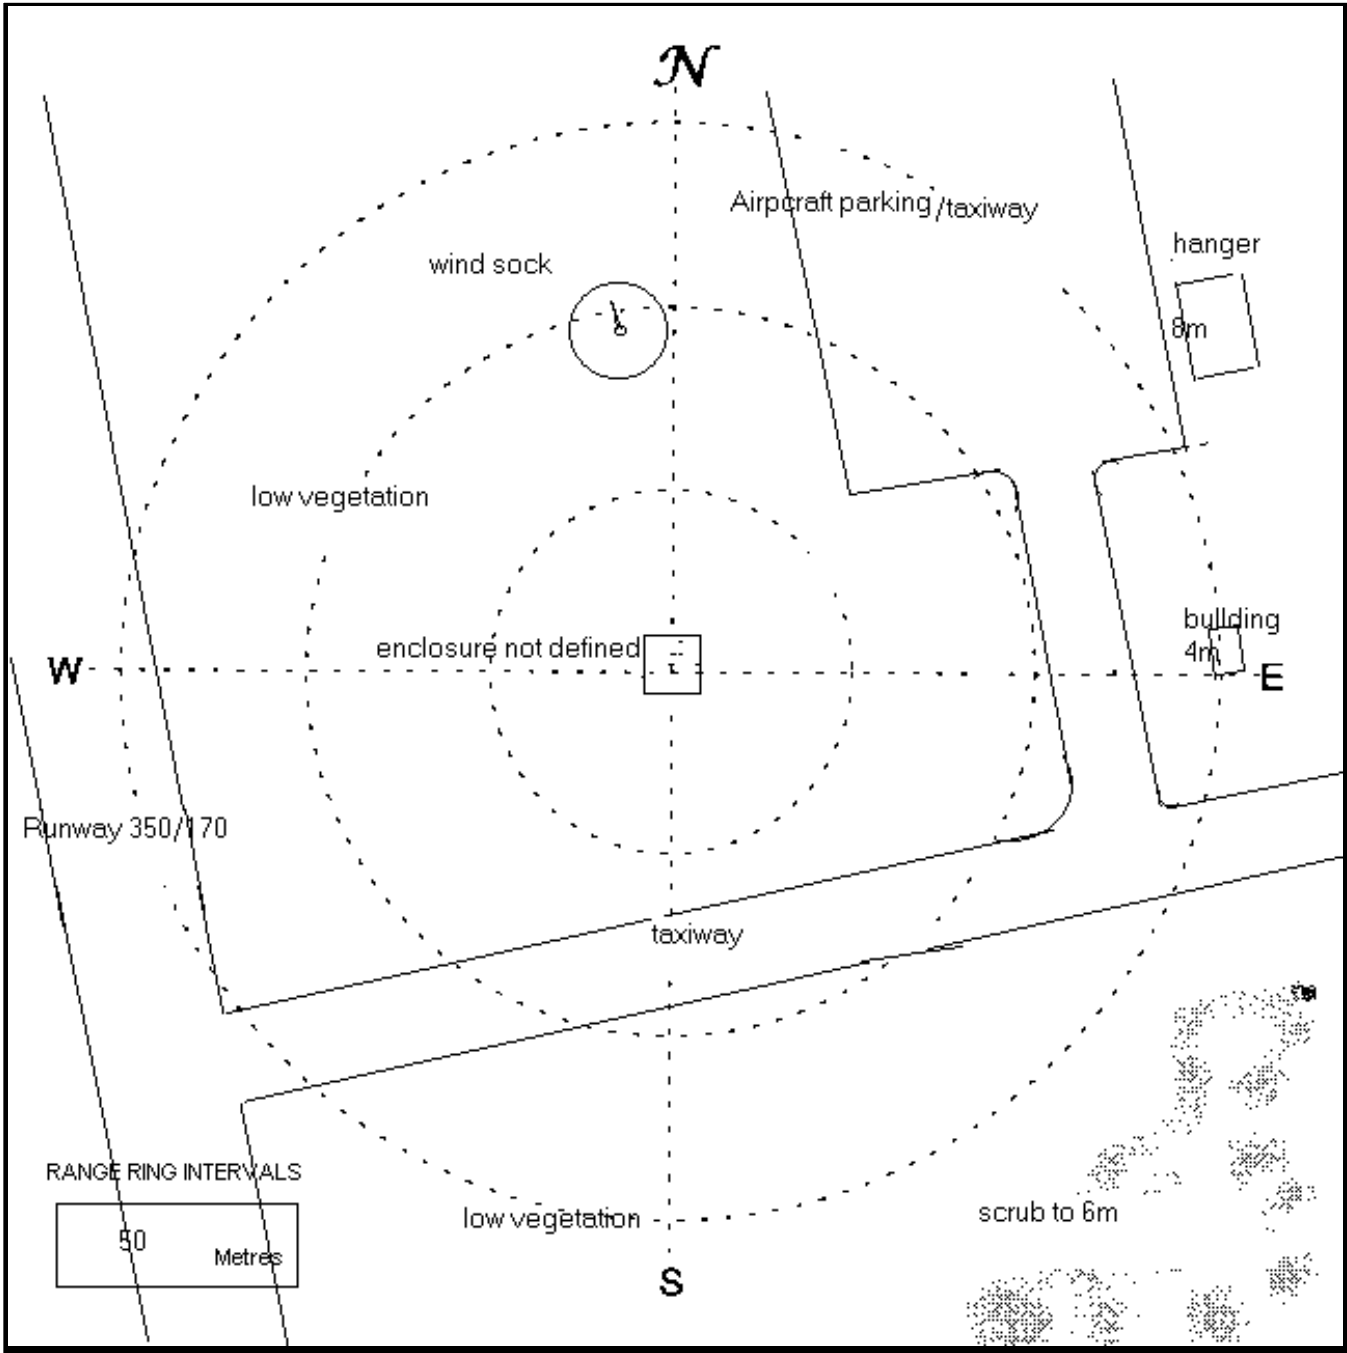 N
Airpcraft parking /taxiway
hanger
wind sock
8m
low vegetation
building
enclosure not defined
4m
W
E
Runway 350/170
taxiway
RANGE RING INTERVALS
low vegetation
scrub to 6m
50
Metres
S